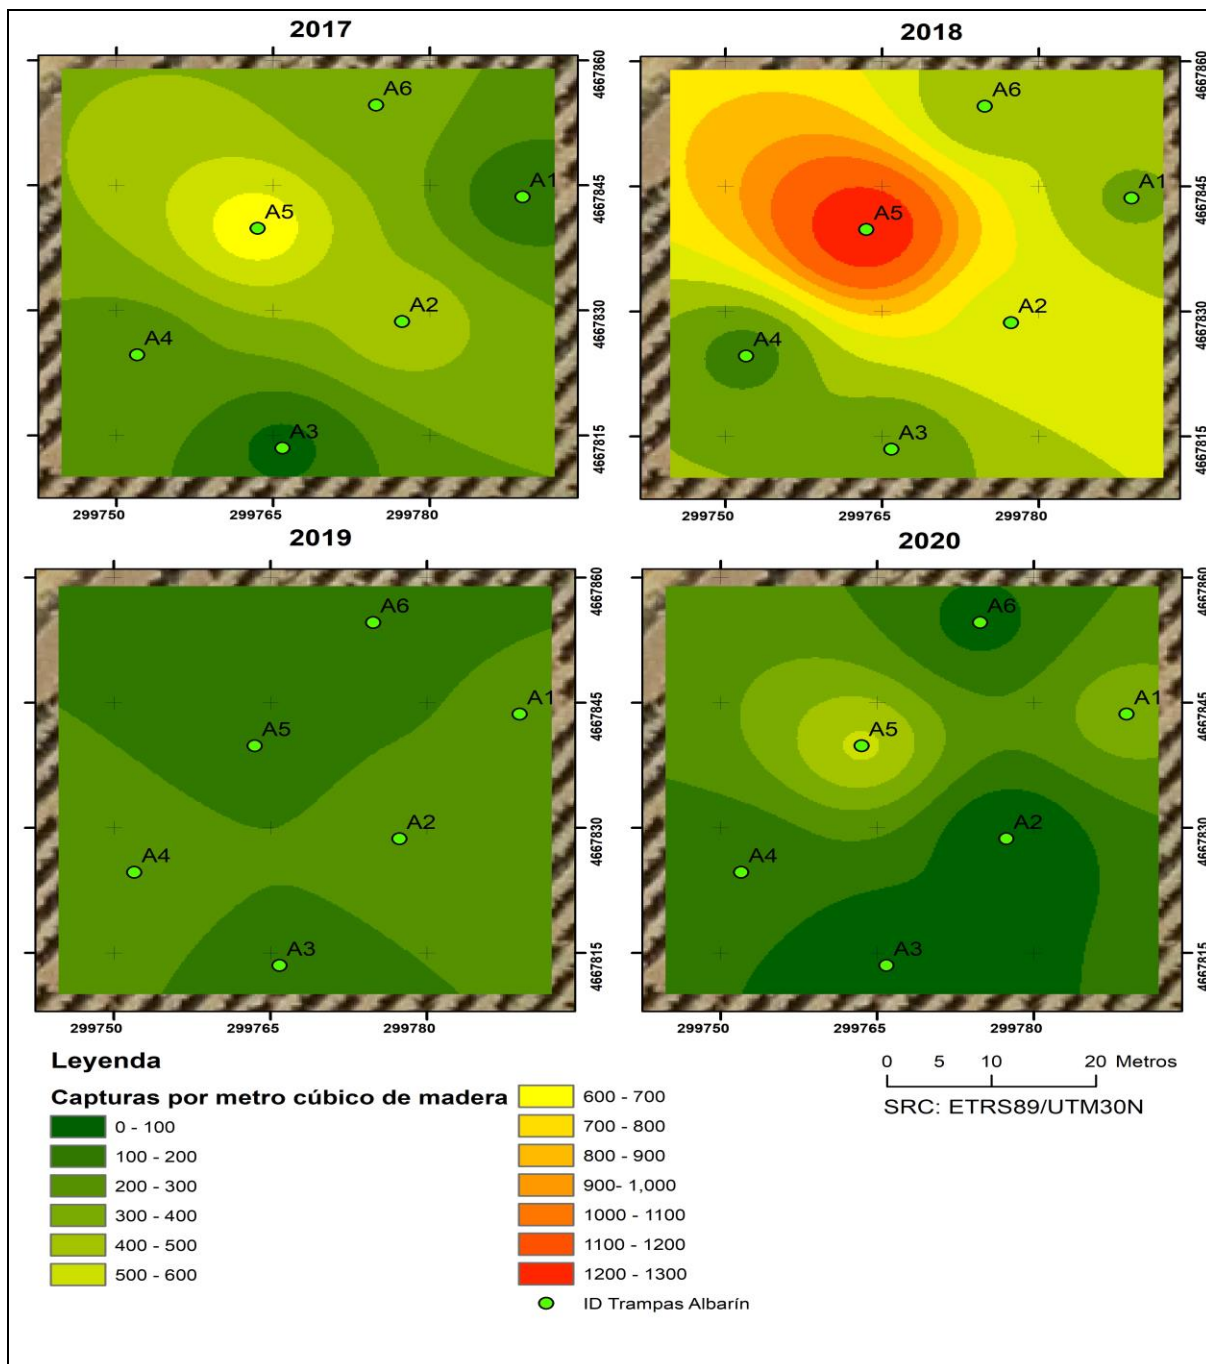 2017
2018
A6
A1
A5
A2
A4
A3
4667860
4667845
4667830
4667815
299750
299765
299780
A6
A1
A5
A2
A4
A3
4667860
4667845
4667830
4667815
299750
299765
299780
2019
2020
A6
A1
A5
A2
A4
A3
4667860
4667845
4667830
4667815
299750
299765
299780
A6
A1
A5
A2
A4
A3
4667860
4667845
4667830
4667815
299750
299765
299780
Leyenda
Capturas por metro cúbico de madera
0 - 100
100 - 200
200 - 300
300 - 400
400 - 500
500 - 600
600 - 700
700 - 800
800 - 900
900- 1,000
1000 - 1100
1100 - 1200
1200 - 1300
ID Trampas Albarín
0 5 10 20 Metros
SRC: ETRS89/UTM30N